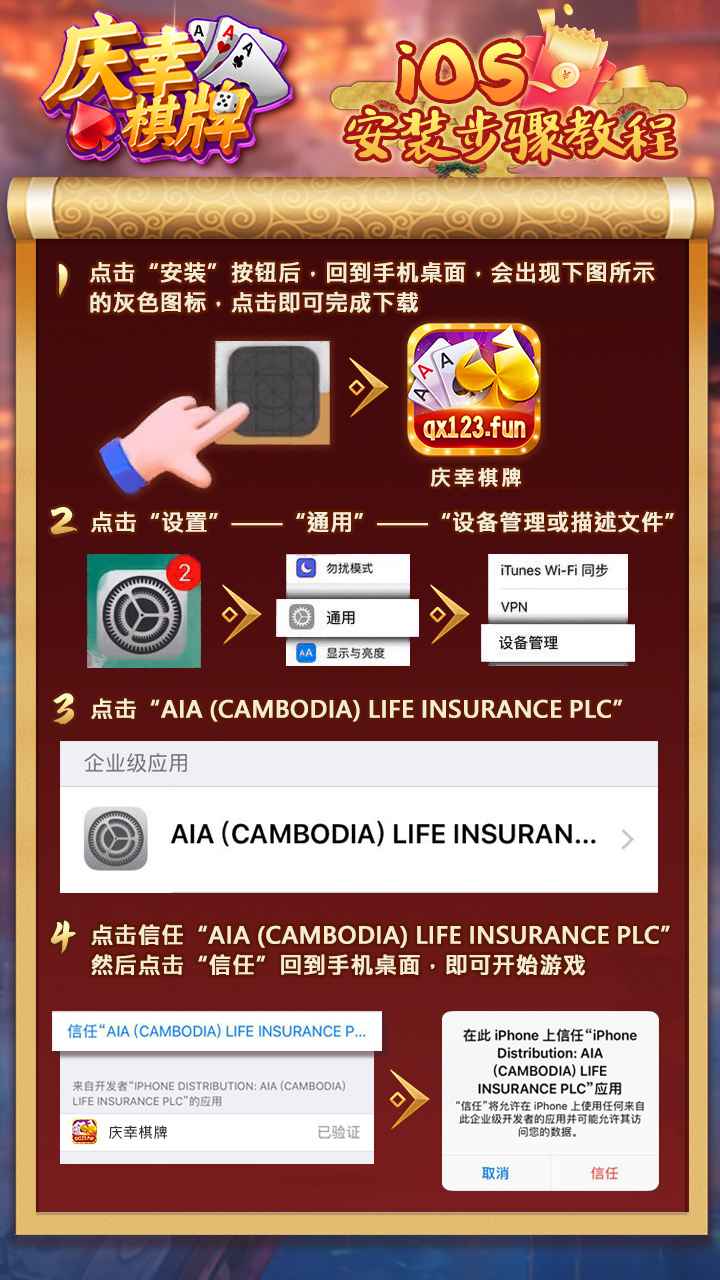 庆幸
棋牌
A
A
A
iOS
安装步骤教程
1 点击“安装”按钮后，回到手机桌面，会出现下图所示
的灰色图标，点击即可完成下载
A
A
A
qx123.fun
庆幸棋牌
2 点击“设置”——“通用”——“设备管理或描述文件”
2
勿扰模式
通用
AA 显示与亮度
iTunes Wi-Fi 同步
VPN
设备管理
3 点击“AIA (CAMBODIA) LIFE INSURANCE PLC”
企业级应用
AIA (CAMBODIA) LIFE INSURAN...
4 点击信任“AIA (CAMBODIA) LIFE INSURANCE PLC”
然后点击“信任”回到手机桌面，即可开始游戏
信任“AIA (CAMBODIA) LIFE INSURANCE P...
来自开发者“IPHONE DISTRIBUTION: AIA (CAMBODIA)
LIFE INSURANCE PLC”的应用
庆幸棋牌 已验证
在此 iPhone 上信任“iPhone
Distribution: AIA
(CAMBODIA) LIFE
INSURANCE PLC”应用
“信任”将允许在 iPhone 上使用任何来自
此企业级开发者的应用并可能允许其访
问您的数据。
取消 信任